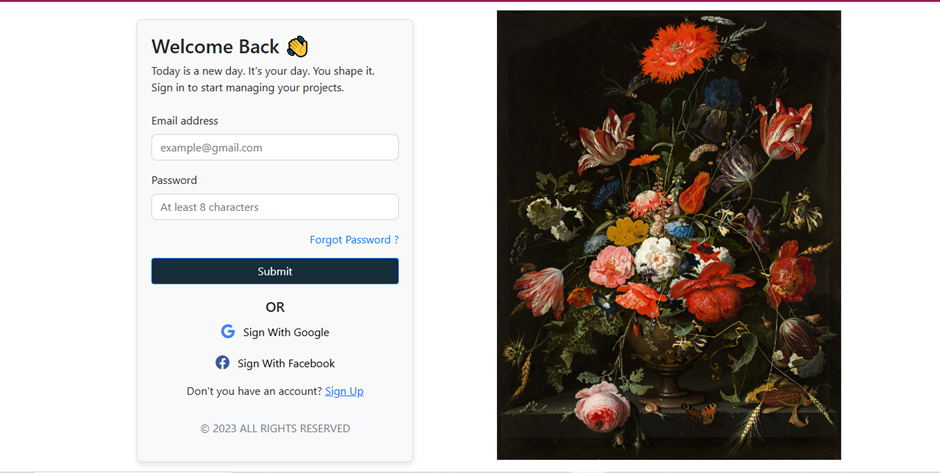 Welcome Back 👋
Today is a new day. It's your day. You shape it.
Sign in to start managing your projects.
Email address
example@gmail.com
Password
At least 8 characters
Forgot Password ?
Submit
OR
Sign With Google
Sign With Facebook
Don't you have an account? Sign Up
© 2023 ALL RIGHTS RESERVED